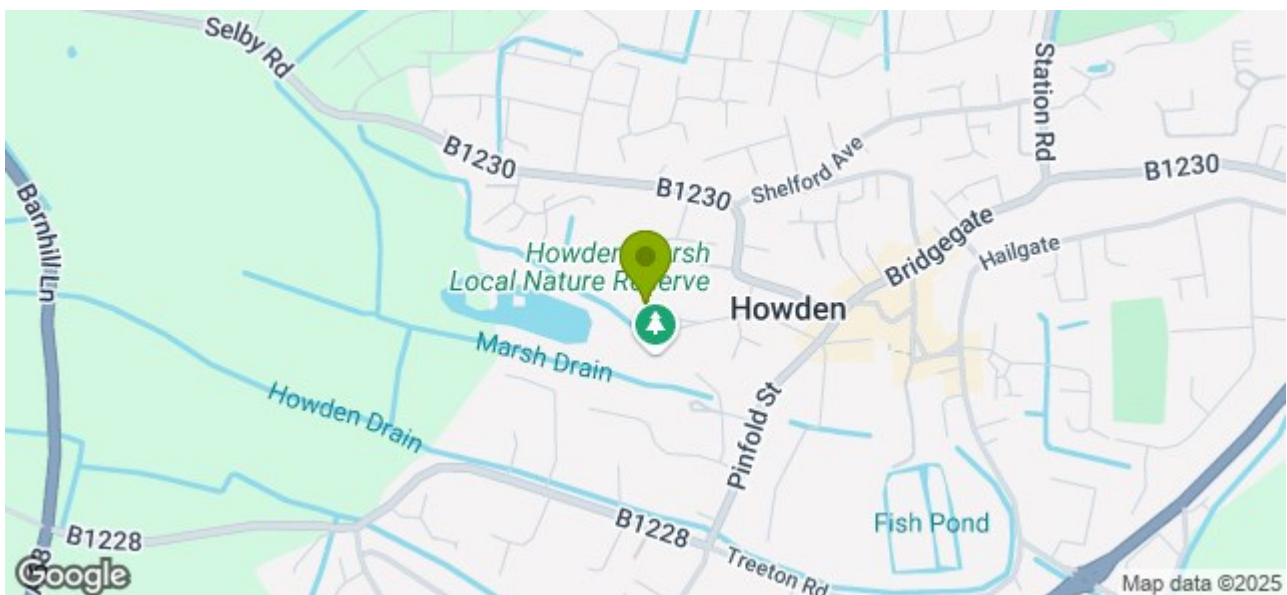 Selby Rd
Station Rd
B1230
Shelford Ave
B1230
B1230
Barnhill Ln
Bridgegate
Hailgate
Howden Marsh
Local Nature Reserve
Howden
Marsh Drain
Howden Drain
Pinfold St
B1228
Fish Pond
B1228
Treeton Rd
Google
Map data ©2025